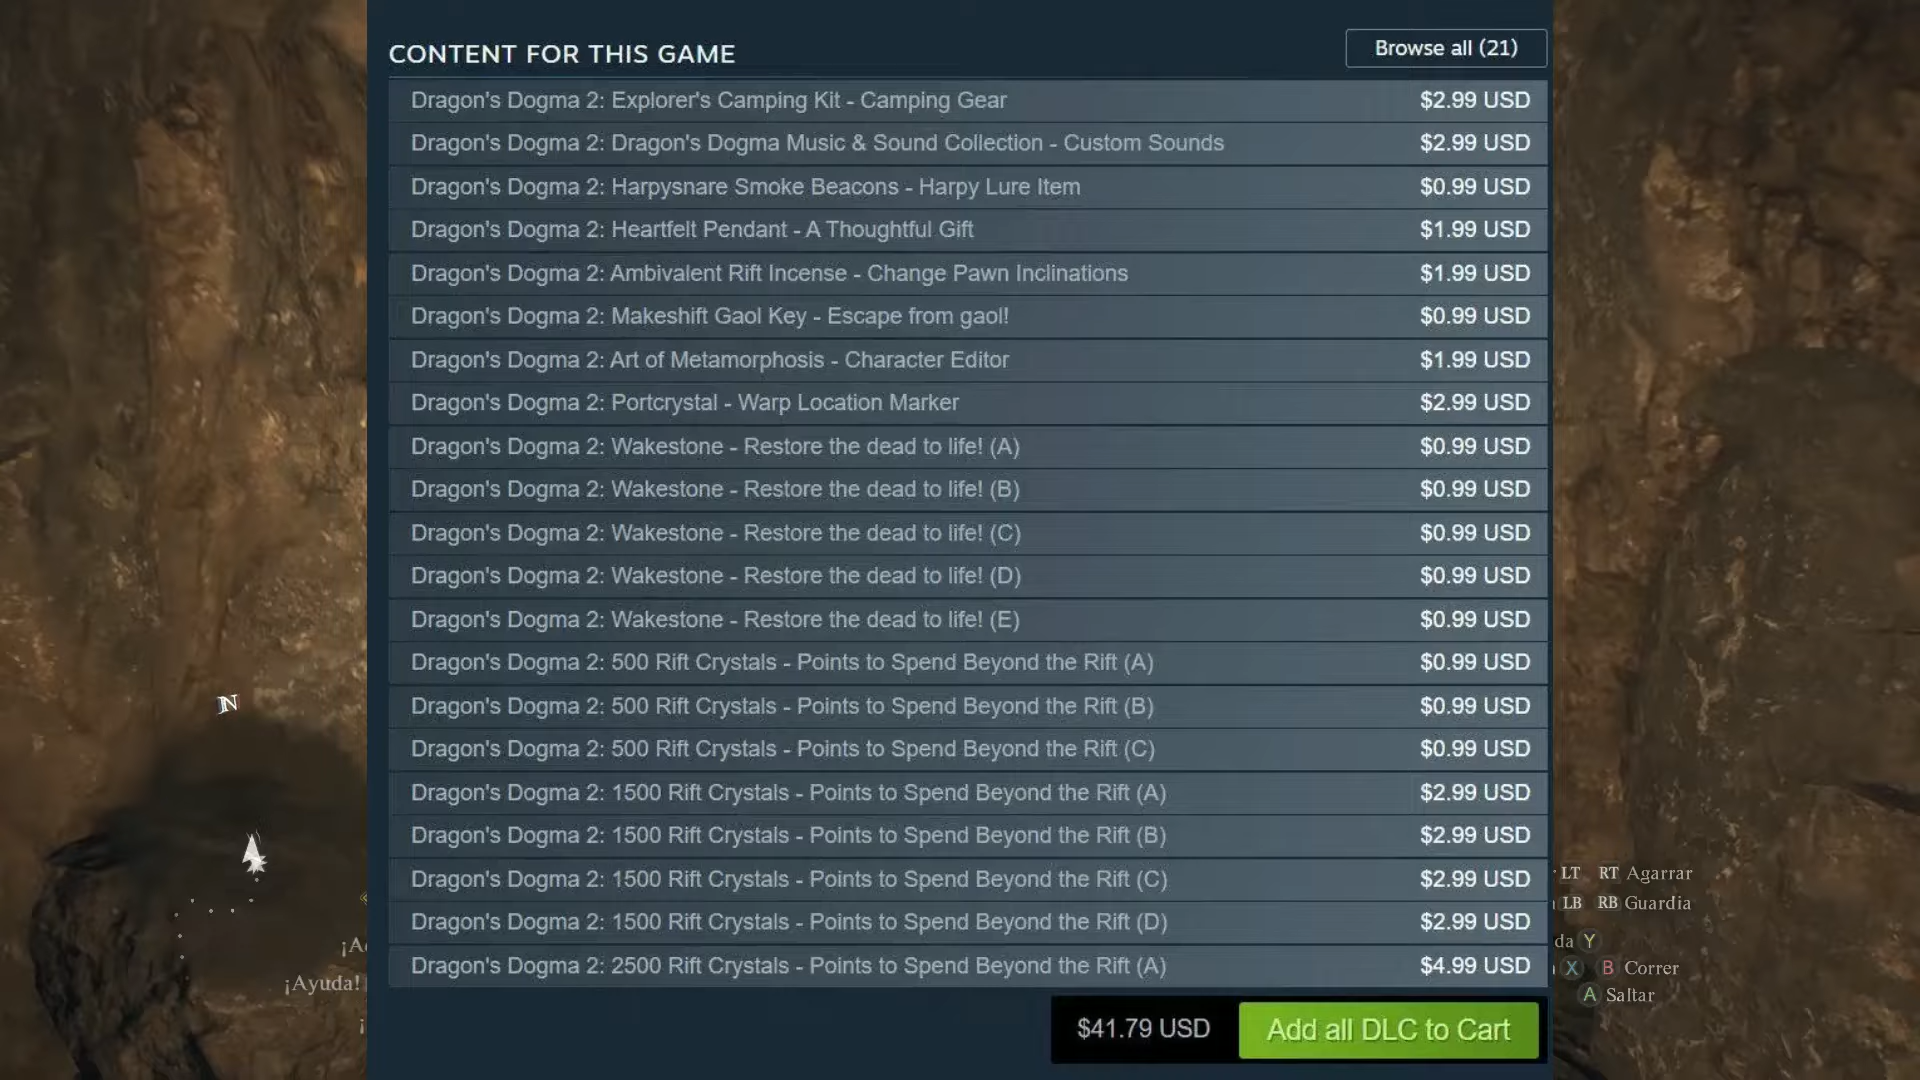 CONTENT FOR THIS GAME
Browse all (21)
Dragon's Dogma 2: Explorer's Camping Kit - Camping Gear $2.99 USD
Dragon's Dogma 2: Dragon's Dogma Music & Sound Collection - Custom Sounds $2.99 USD
Dragon's Dogma 2: Harpysnare Smoke Beacons - Harpy Lure Item $0.99 USD
Dragon's Dogma 2: Heartfelt Pendant - A Thoughtful Gift $1.99 USD
Dragon's Dogma 2: Ambivalent Rift Incense - Change Pawn Inclinations $1.99 USD
Dragon's Dogma 2: Makeshift Gaol Key - Escape from gaol! $0.99 USD
Dragon's Dogma 2: Art of Metamorphosis - Character Editor $1.99 USD
Dragon's Dogma 2: Portcrystal - Warp Location Marker $2.99 USD
Dragon's Dogma 2: Wakestone - Restore the dead to life! (A) $0.99 USD
Dragon's Dogma 2: Wakestone - Restore the dead to life! (B) $0.99 USD
Dragon's Dogma 2: Wakestone - Restore the dead to life! (C) $0.99 USD
Dragon's Dogma 2: Wakestone - Restore the dead to life! (D) $0.99 USD
Dragon's Dogma 2: Wakestone - Restore the dead to life! (E) $0.99 USD
Dragon's Dogma 2: 500 Rift Crystals - Points to Spend Beyond the Rift (A) $0.99 USD
Dragon's Dogma 2: 500 Rift Crystals - Points to Spend Beyond the Rift (B) $0.99 USD
Dragon's Dogma 2: 500 Rift Crystals - Points to Spend Beyond the Rift (C) $0.99 USD
Dragon's Dogma 2: 1500 Rift Crystals - Points to Spend Beyond the Rift (A) $2.99 USD
Dragon's Dogma 2: 1500 Rift Crystals - Points to Spend Beyond the Rift (B) $2.99 USD
Dragon's Dogma 2: 1500 Rift Crystals - Points to Spend Beyond the Rift (C) $2.99 USD
Dragon's Dogma 2: 1500 Rift Crystals - Points to Spend Beyond the Rift (D) $2.99 USD
Dragon's Dogma 2: 2500 Rift Crystals - Points to Spend Beyond the Rift (A) $4.99 USD
$41.79 USD
Add all DLC to Cart
N
¡Ayuda!
LT RT Agarrar
LB RB Guardia
Y
X B Correr
A Saltar